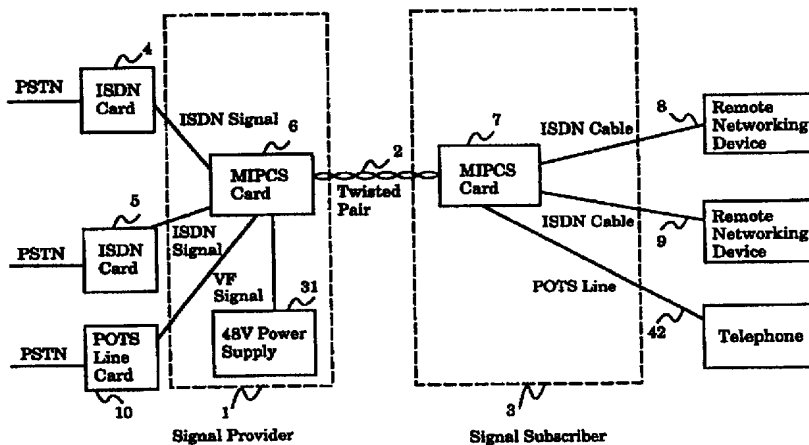 4
PSTN
ISDN
Card
ISDN Signal
6
MIPCS
Card
2
Twisted
Pair
7
MIPCS
Card
ISDN Cable
8
Remote
Networking
Device
5
PSTN
ISDN
Card
ISDN
Signal
VF
Signal
31
48V Power
Supply
ISDN Cable
9
Remote
Networking
Device
POTS Line
42
Telephone
PSTN
POTS
Line
Card
10
1
Signal Provider
3
Signal Subscriber